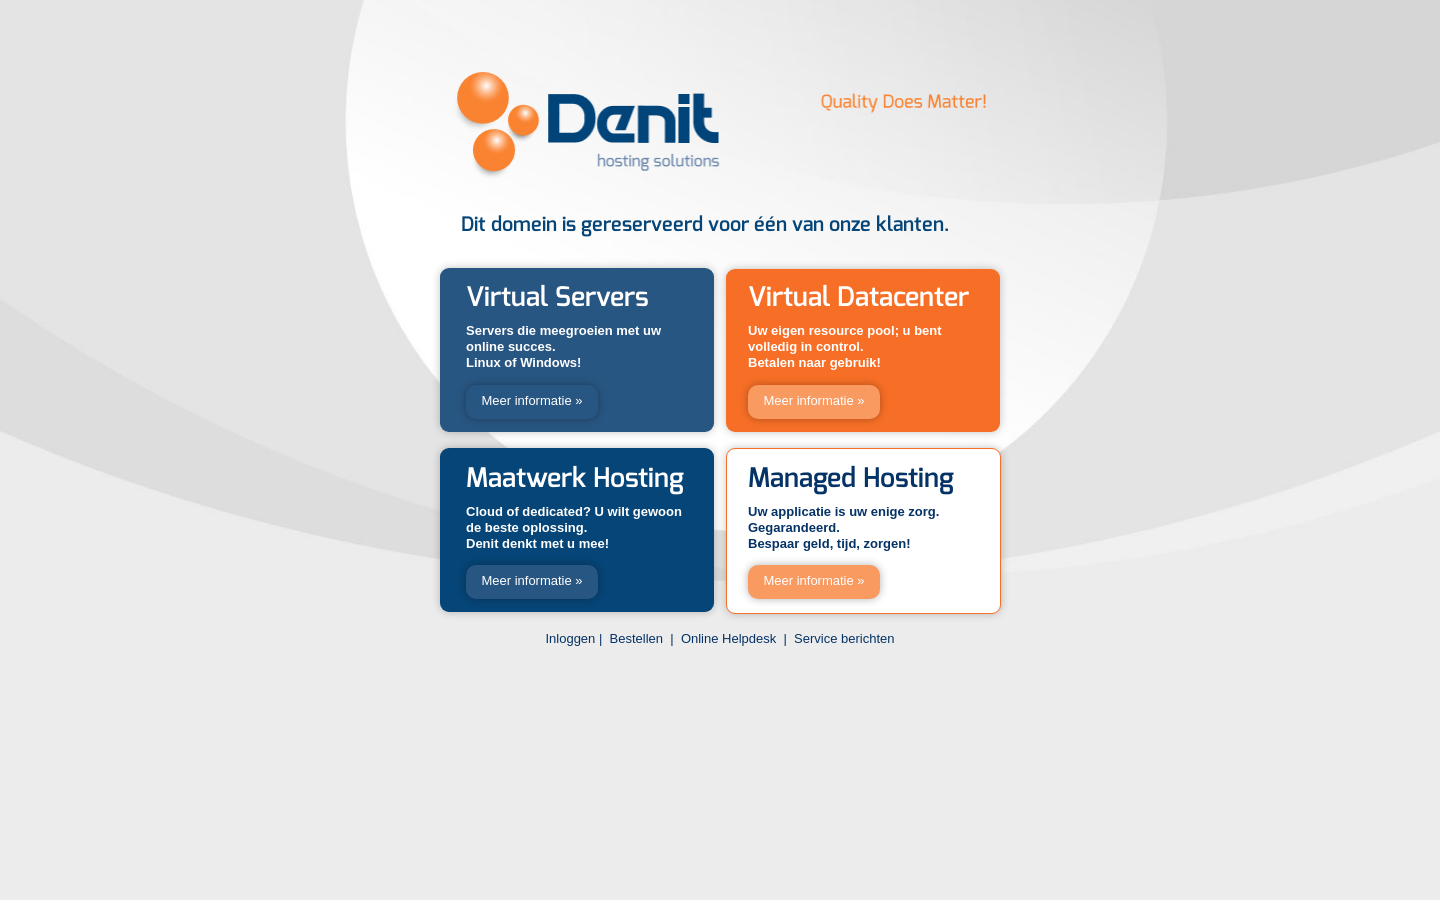 Denit
hosting solutions
Quality Does Matter!
Dit domein is gereserveerd voor één van onze klanten.
Virtual Servers
Servers die meegroeien met uw
online succes.
Linux of Windows!
Meer informatie »
Virtual Datacenter
Uw eigen resource pool; u bent
volledig in control.
Betalen naar gebruik!
Meer informatie »
Maatwerk Hosting
Cloud of dedicated? U wilt gewoon
de beste oplossing.
Denit denkt met u mee!
Meer informatie »
Managed Hosting
Uw applicatie is uw enige zorg.
Gegarandeerd.
Bespaar geld, tijd, zorgen!
Meer informatie »
Inloggen | Bestellen | Online Helpdesk | Service berichten